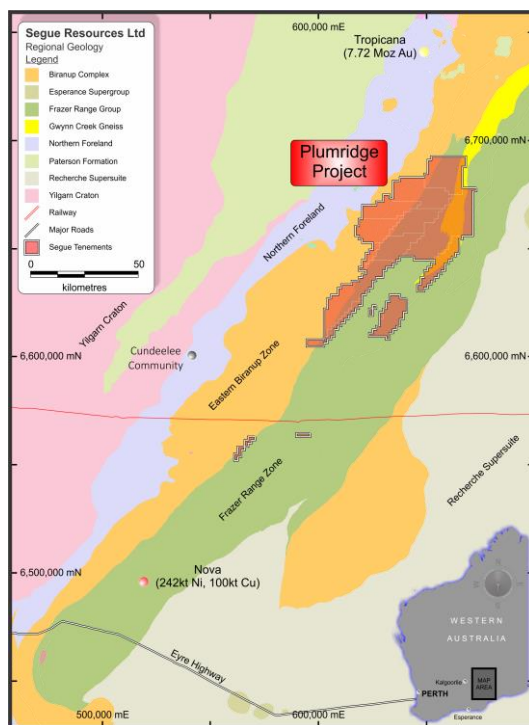 Segue Resources Ltd
Regional Geology
Legend
Biranup Complex
Esperance Supergroup
Frazer Range Group
Gwynn Creek Gneiss
Northern Foreland
Paterson Formation
Recherche Supersuite
Yilgarn Craton
Railway
Major Roads
Segue Tenements
0 50
kilometres
600,000 mE
Tropicana
(7.72 Moz Au)
6,700,000 mN
Plumridge
Project
Northern Foreland
Yilgarn Craton
Cundeelee
Community
6,600,000 mN
6,600,000 mN
Eastern Biranup Zone
Frazer Range Zone
Recherche Supersuite
Nova
(242kt Ni, 100kt Cu)
6,500,000 mN
Eyre Highway
500,000 mE
600,000 mE
WESTERN
AUSTRALIA
Kalgoorlie
MAP
AREA
PERTH
Esperance